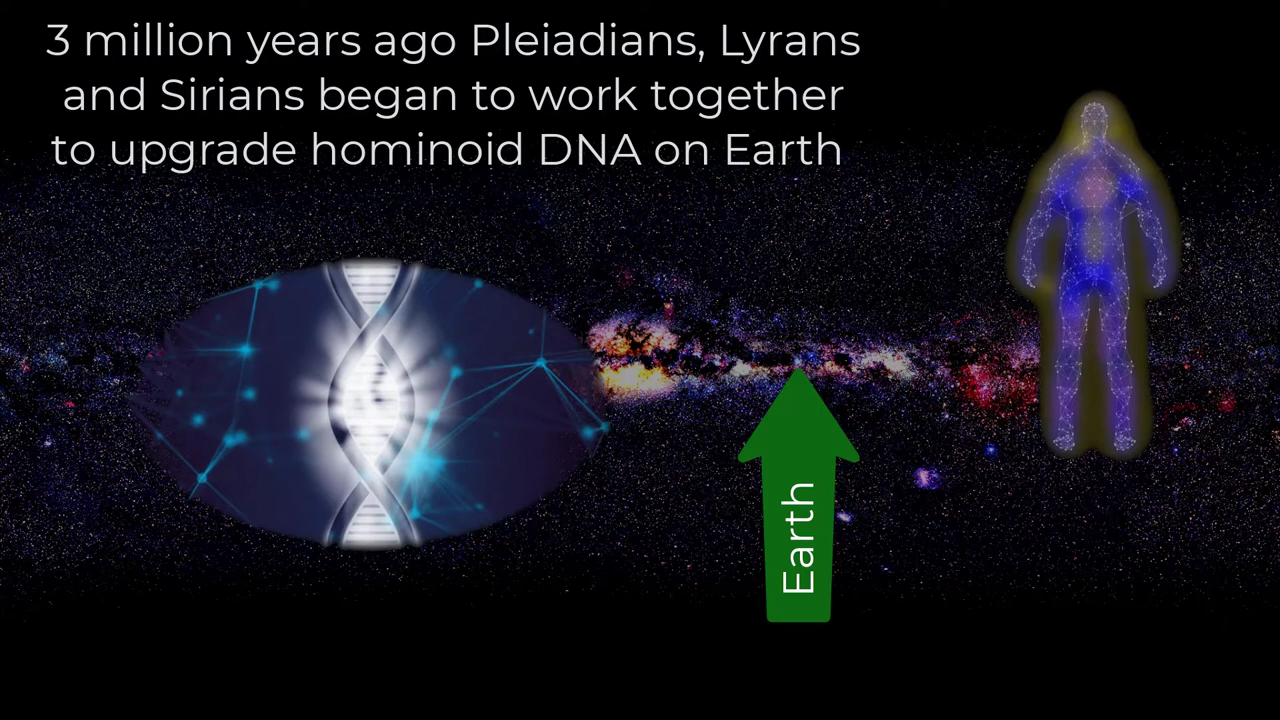 3 million years ago Pleiadians, Lyrans
and Sirians began to work together
to upgrade hominoid DNA on Earth
Earth